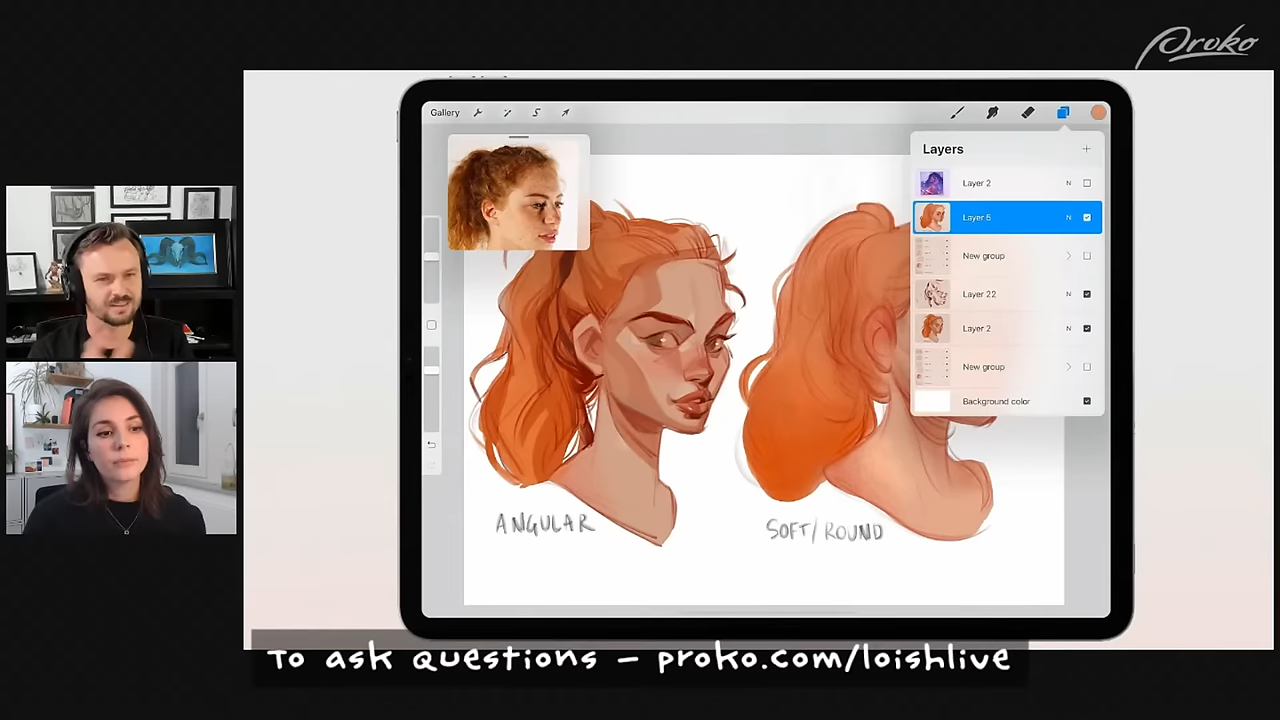 Proko
Gallery
Layers
Layer 2
N
Layer 5
N
New group
Layer 22
N
Layer 2
N
New group
Background color
ANGULAR
SOFT/ROUND
To ask questions – proko.com/loishlive